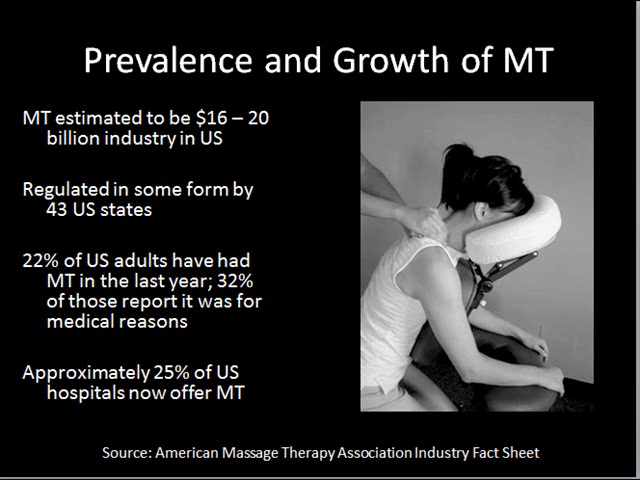 Prevalence and Growth of MT
MT estimated to be $16 – 20
billion industry in US
Regulated in some form by
43 US states
22% of US adults have had
MT in the last year; 32%
of those report it was for
medical reasons
Approximately 25% of US
hospitals now offer MT
Source: American Massage Therapy Association Industry Fact Sheet